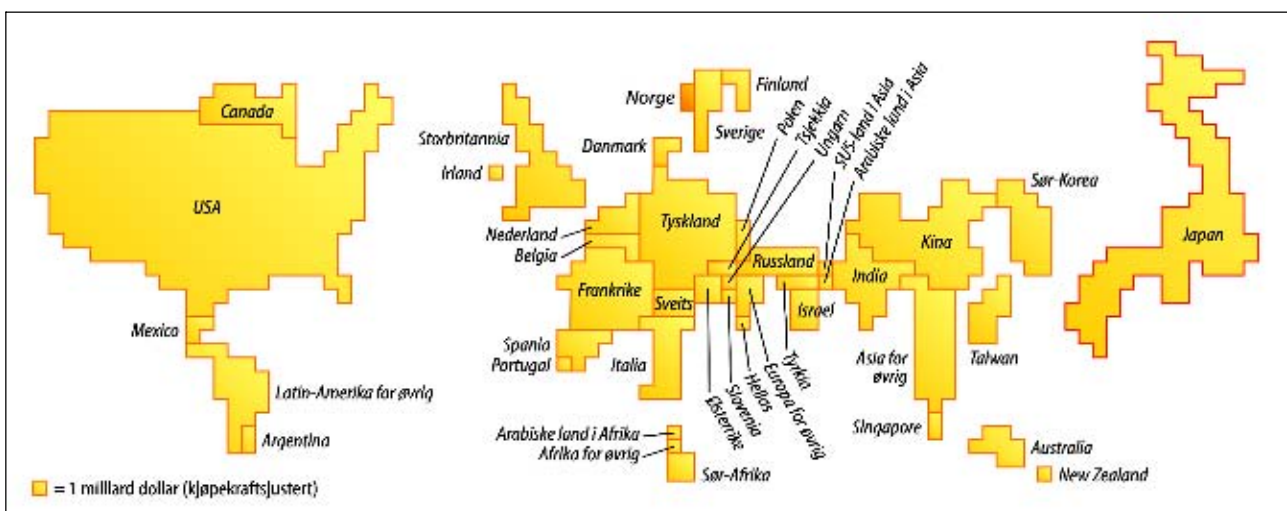 Canada
USA
Mexico
Latin-Amerika for øvrig
Argentina
Storbritannia
Irland
Norge
Finland
Sverige
Danmark
Polen
Tsjekkia
Ungarn
SUS-land i Asia
Arabiske land i Asia
Nederland
Belgia
Tyskland
Frankrike
Sveits
Russland
Spania
Portugal
Italia
Østerrike
Slovenia
Hellas
Europa for øvrig
Tyrkia
Israel
India
Kina
Sør-Korea
Japan
Taiwan
Asia for
øvrig
Singapore
Arabiske land i Afrika
Afrika for øvrig
Sør-Afrika
Australia
New Zealand
= 1 milliard dollar (kjøpekraftsjustert)